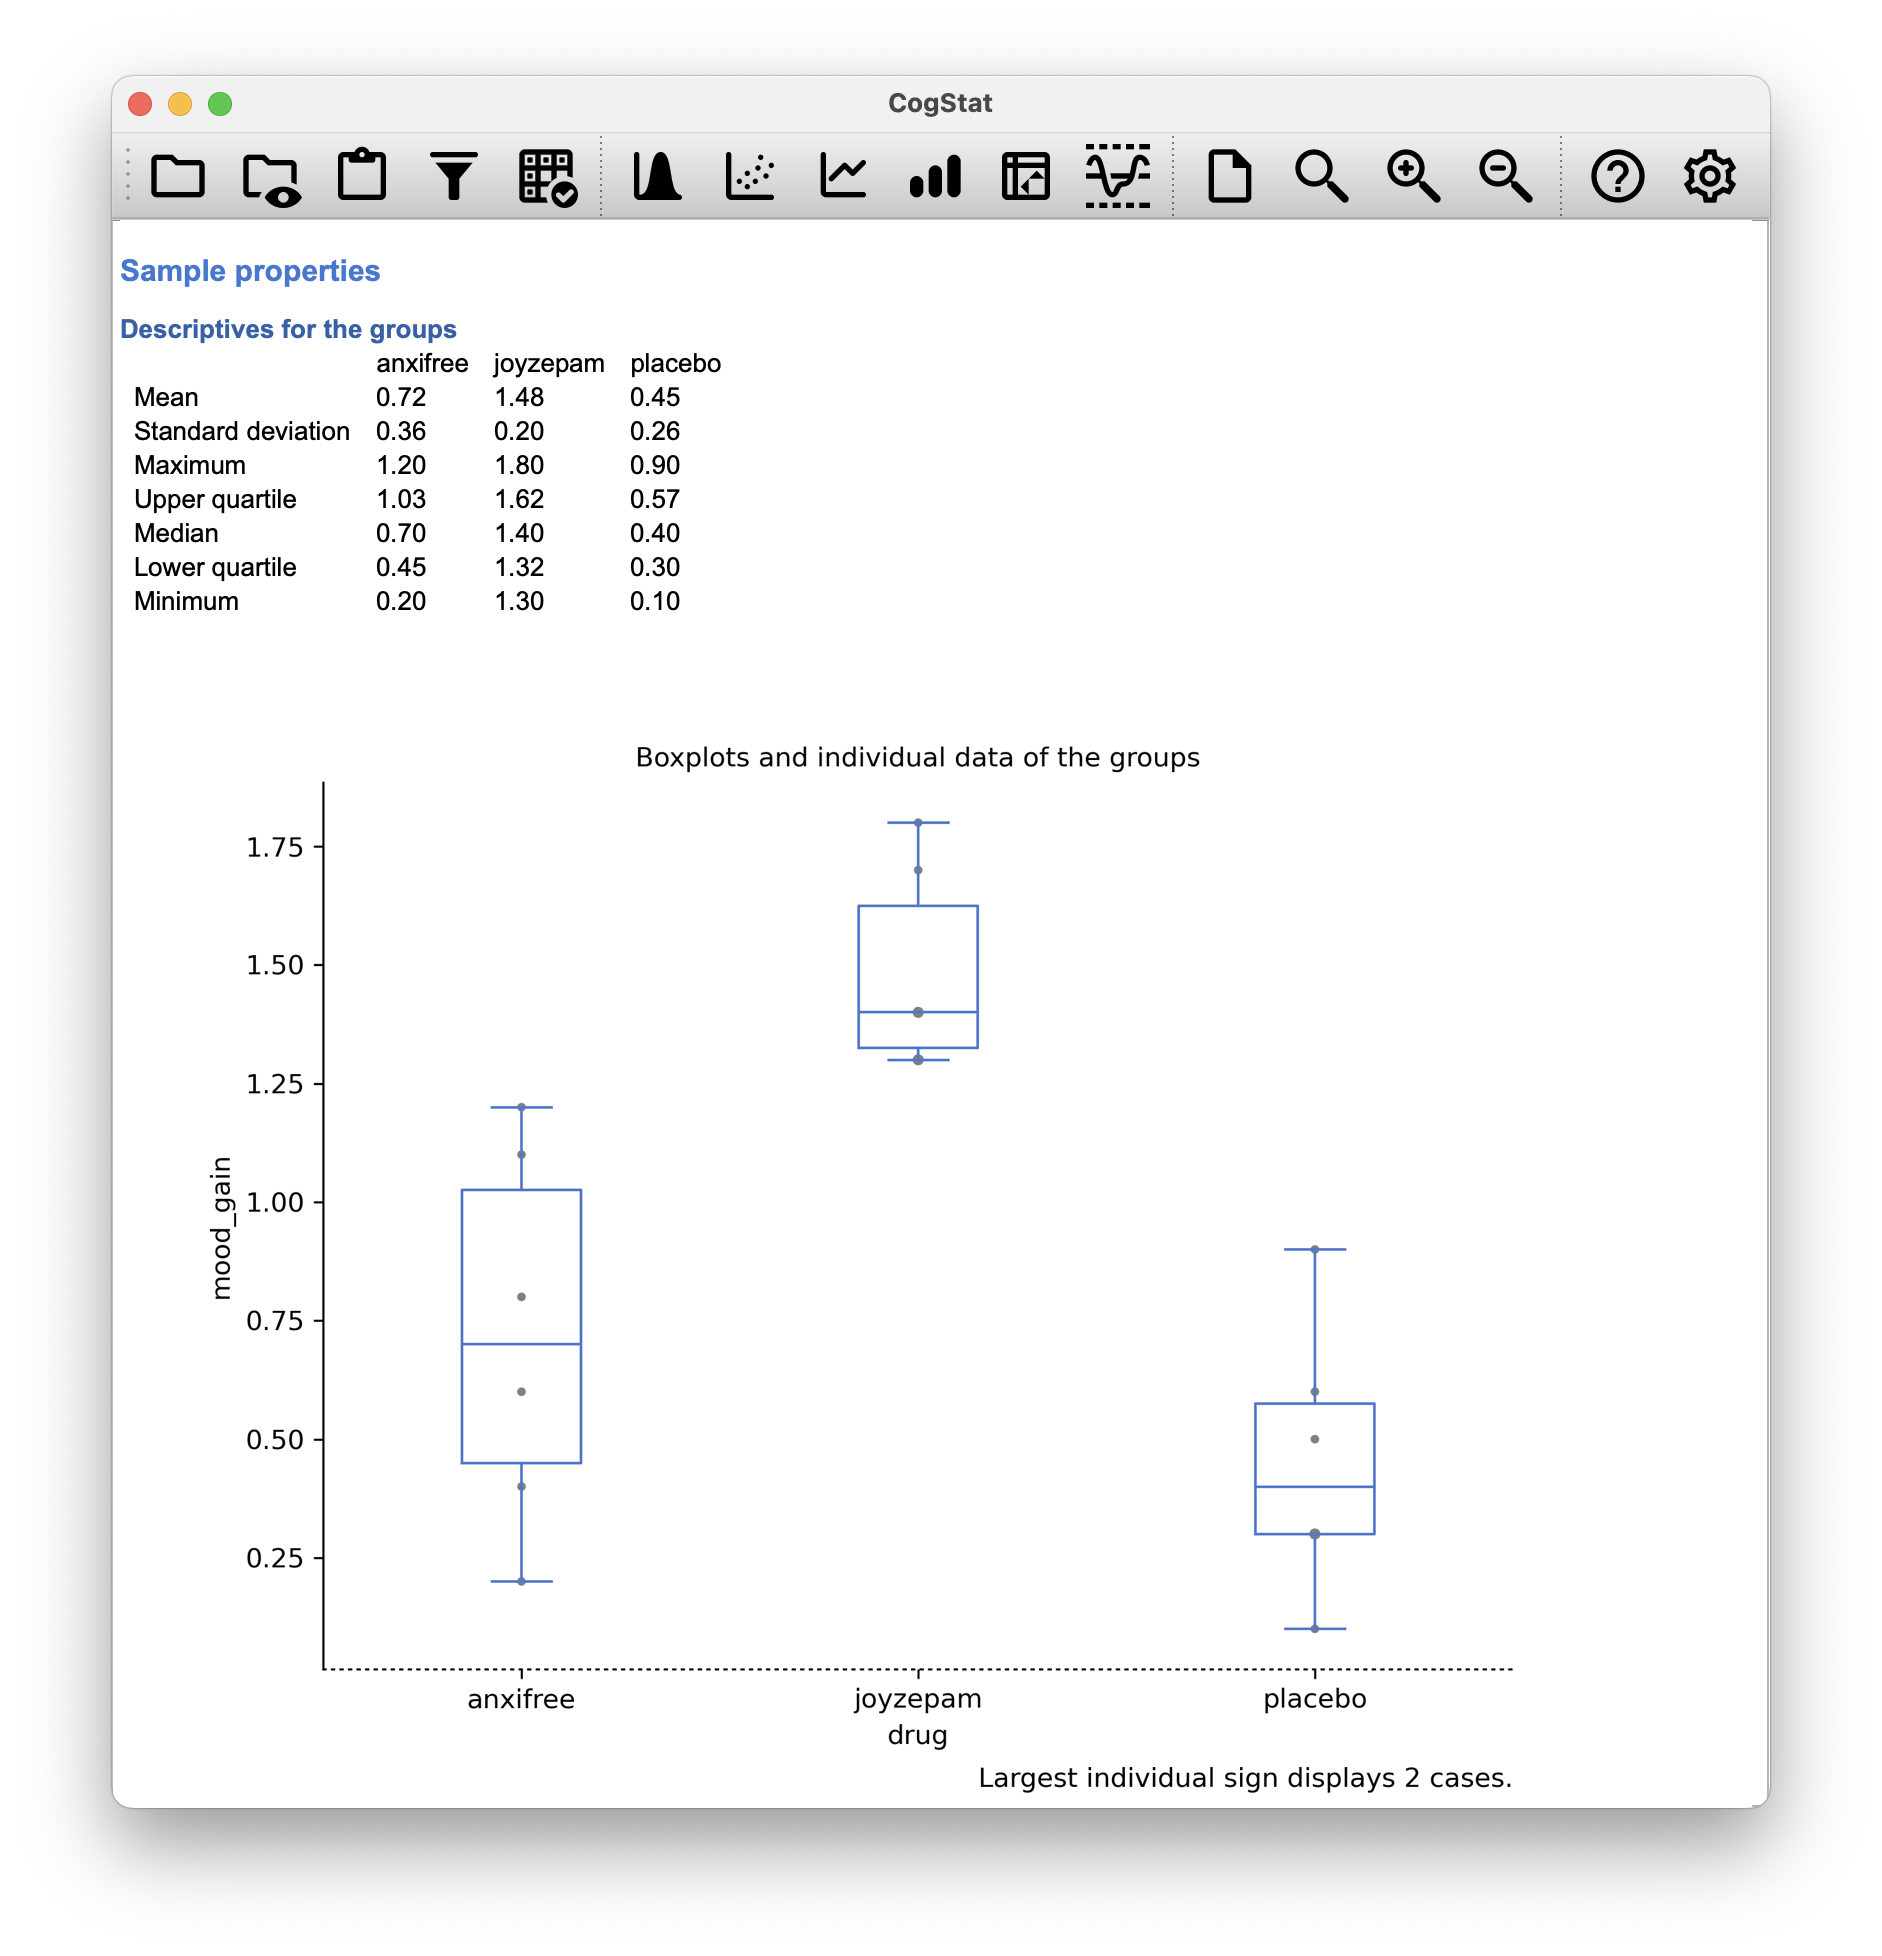 CogStat
Sample properties
Descriptives for the groups
anxifree joyzepam placebo
Mean 0.72 1.48 0.45
Standard deviation 0.36 0.20 0.26
Maximum 1.20 1.80 0.90
Upper quartile 1.03 1.62 0.57
Median 0.70 1.40 0.40
Lower quartile 0.45 1.32 0.30
Minimum 0.20 1.30 0.10
Boxplots and individual data of the groups
1.75
1.50
1.25
1.00
0.75
0.50
0.25
mood_gain
anxifree joyzepam placebo
drug
Largest individual sign displays 2 cases.